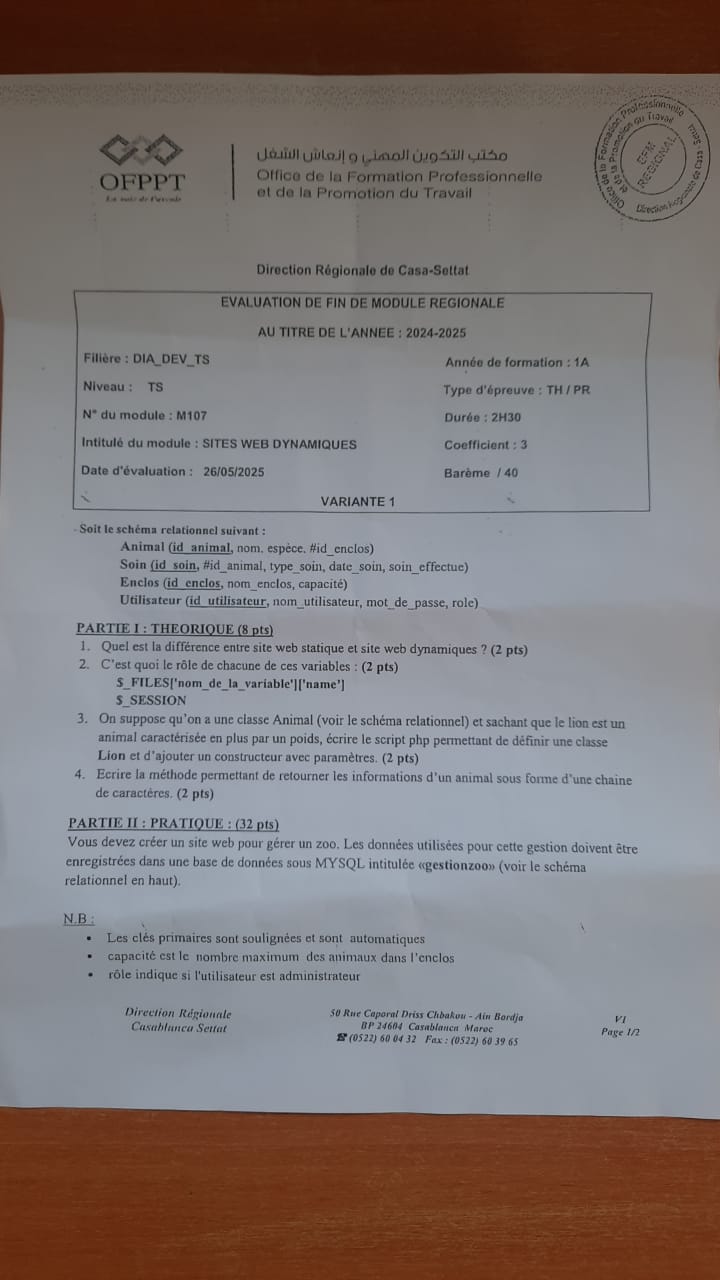 OFPPT
La voie de l'avenir
مكتب التكوين المهني و إنعاش الشغل
Office de la Formation Professionnelle
et de la Promotion du Travail
Office de la Formation Professionnelle
et de la Promotion du Travail
EFM
REGIONAL
Direction Régionale de Casa-Settat
Direction Régionale de Casa-Settat
EVALUATION DE FIN DE MODULE REGIONALE
AU TITRE DE L'ANNEE : 2024-2025
Filière : DIA_DEV_TS
Année de formation : 1A
Niveau : TS
Type d'épreuve : TH / PR
N° du module : M107
Durée : 2H30
Intitulé du module : SITES WEB DYNAMIQUES
Coefficient : 3
Date d'évaluation : 26/05/2025
Barème / 40
VARIANTE 1
Soit le schéma relationnel suivant :
Animal (id_animal, nom, espèce, #id_enclos)
Soin (id_soin, #id_animal, type_soin, date_soin, soin_effectue)
Enclos (id_enclos, nom_enclos, capacité)
Utilisateur (id_utilisateur, nom_utilisateur, mot_de_passe, role)
PARTIE I : THEORIQUE (8 pts)
1. Quel est la différence entre site web statique et site web dynamiques ? (2 pts)
2. C'est quoi le rôle de chacune de ces variables : (2 pts)
$_FILES['nom_de_la_variable']['name']
$_SESSION
3. On suppose qu'on a une classe Animal (voir le schéma relationnel) et sachant que le lion est un
animal caractérisée en plus par un poids, écrire le script php permettant de définir une classe
Lion et d'ajouter un constructeur avec paramètres. (2 pts)
4. Ecrire la méthode permettant de retourner les informations d'un animal sous forme d'une chaine
de caractères. (2 pts)
PARTIE II : PRATIQUE : (32 pts)
Vous devez créer un site web pour gérer un zoo. Les données utilisées pour cette gestion doivent être
enregistrées dans une base de données sous MYSQL intitulée «gestionzoo» (voir le schéma
relationnel en haut).
N.B :
• Les clés primaires sont soulignées et sont automatiques
• capacité est le nombre maximum des animaux dans l'enclos
• rôle indique si l'utilisateur est administrateur
Direction Régionale
Casablanca Settat
50 Rue Caporal Driss Chbakou - Ain Bordja
BP 24604 Casablanca Maroc
☎ (0522) 60 04 32 Fax : (0522) 60 39 65
V1
Page 1/2